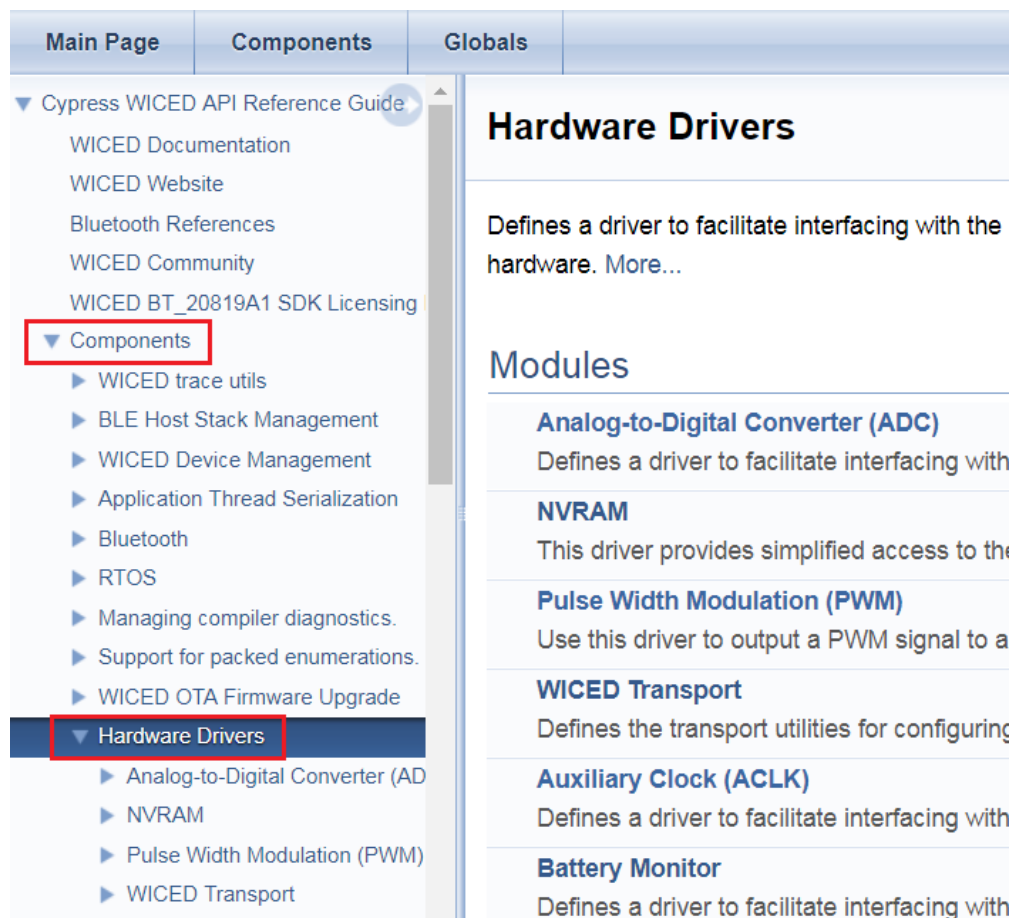 Main Page Components Globals
Cypress WICED API Reference Guide
WICED Documentation
WICED Website
Bluetooth References
WICED Community
WICED BT_20819A1 SDK Licensing
Components
WICED trace utils
BLE Host Stack Management
WICED Device Management
Application Thread Serialization
Bluetooth
RTOS
Managing compiler diagnostics.
Support for packed enumerations.
WICED OTA Firmware Upgrade
Hardware Drivers
Analog-to-Digital Converter (AD
NVRAM
Pulse Width Modulation (PWM)
WICED Transport
Hardware Drivers
Defines a driver to facilitate interfacing with the
hardware. More...
Modules
Analog-to-Digital Converter (ADC)
Defines a driver to facilitate interfacing with
NVRAM
This driver provides simplified access to the
Pulse Width Modulation (PWM)
Use this driver to output a PWM signal to a
WICED Transport
Defines the transport utilities for configuring
Auxiliary Clock (ACLK)
Defines a driver to facilitate interfacing with
Battery Monitor
Defines a driver to facilitate interfacing with